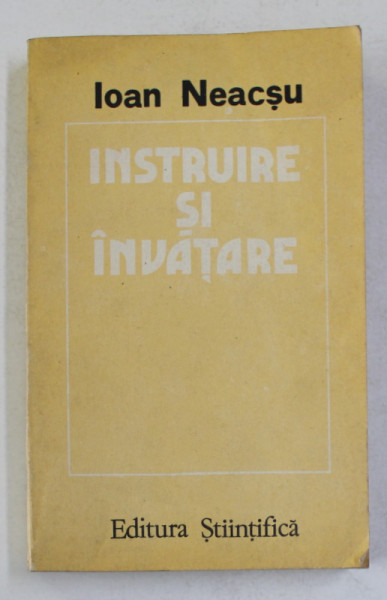 Ioan Neacșu
INSTRUIRE
ȘI
ÎNVĂȚARE
Editura Științifică